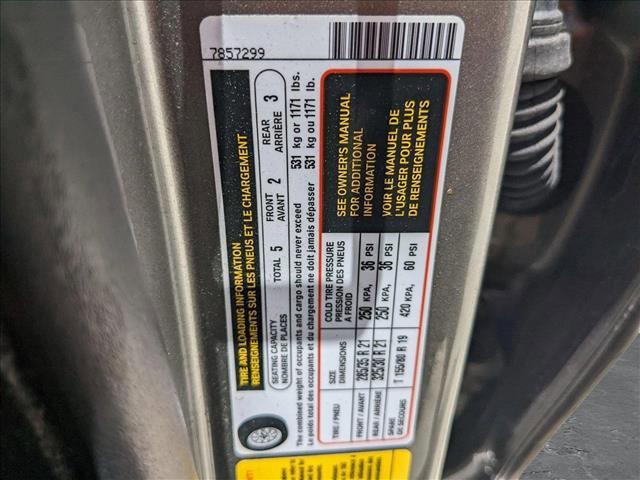 7857299
TIRE AND LOADING INFORMATION
RENSEIGNEMENTS SUR LES PNEUS ET LE CHARGEMENT
SEATING CAPACITY TOTAL 5 FRONT 2 REAR 3
NOMBRE DE PLACES AVANT ARRIÈRE
The combined weight of occupants and cargo should never exceed 531 kg or 1171 lbs.
Le poids total des occupants et du chargement ne doit jamais dépasser 531 kg ou 1171 lb.
TIRE / PNEU SIZE COLD TIRE PRESSURE
DIMENSIONS PRESSION DES PNEUS
A FROID
FRONT / AVANT 285/35 R 21 250 KPA, 36 PSI
REAR / ARRIÈRE 325/30 R 21 250 KPA, 36 PSI
SPARE T 155/80 R 19 420 KPA, 60 PSI
DE SECOURS
SEE OWNER'S MANUAL
FOR ADDITIONAL
INFORMATION
VOIR LE MANUEL DE
L'USAGER POUR PLUS
DE RENSEIGNEMENTS